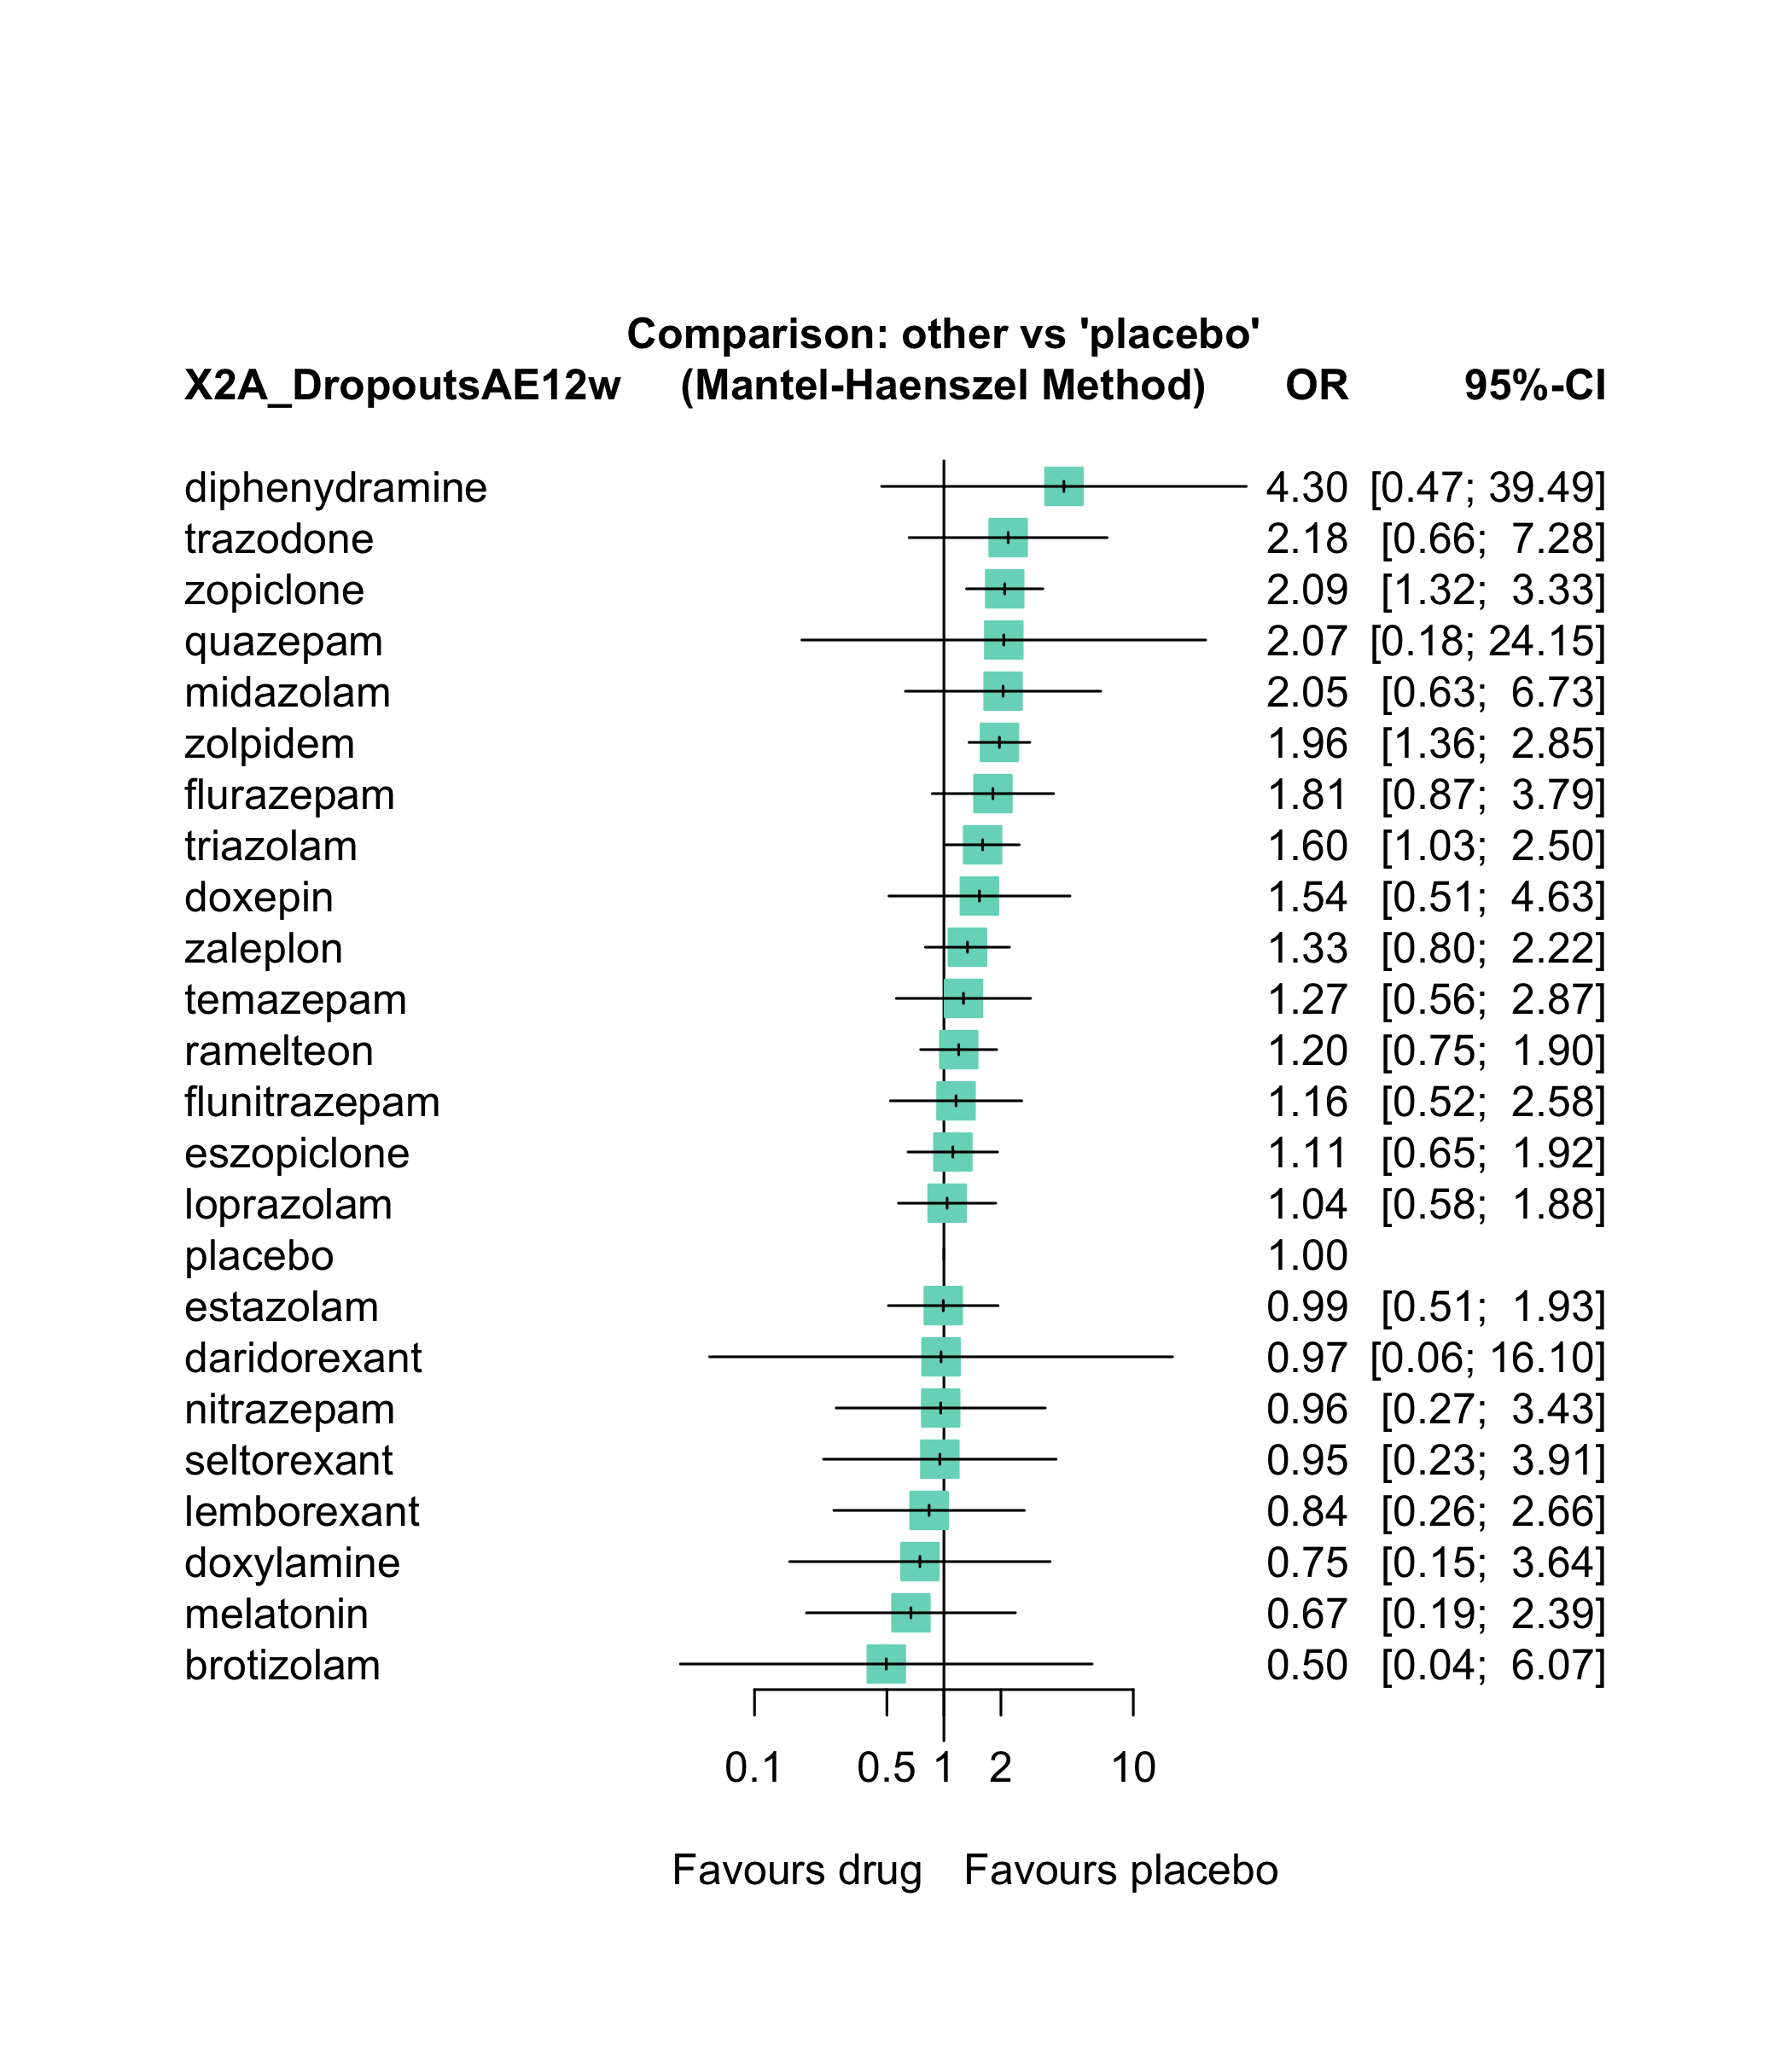 Comparison: other vs 'placebo'
X2A_DropoutsAE12w (Mantel-Haenszel Method) OR 95%-CI
diphenydramine 4.30 [0.47; 39.49]
trazodone 2.18 [0.66; 7.28]
zopiclone 2.09 [1.32; 3.33]
quazepam 2.07 [0.18; 24.15]
midazolam 2.05 [0.63; 6.73]
zolpidem 1.96 [1.36; 2.85]
flurazepam 1.81 [0.87; 3.79]
triazolam 1.60 [1.03; 2.50]
doxepin 1.54 [0.51; 4.63]
zaleplon 1.33 [0.80; 2.22]
temazepam 1.27 [0.56; 2.87]
ramelteon 1.20 [0.75; 1.90]
flunitrazepam 1.16 [0.52; 2.58]
eszopiclone 1.11 [0.65; 1.92]
loprazolam 1.04 [0.58; 1.88]
placebo 1.00
estazolam 0.99 [0.51; 1.93]
daridorexant 0.97 [0.06; 16.10]
nitrazepam 0.96 [0.27; 3.43]
seltorexant 0.95 [0.23; 3.91]
lemborexant 0.84 [0.26; 2.66]
doxylamine 0.75 [0.15; 3.64]
melatonin 0.67 [0.19; 2.39]
brotizolam 0.50 [0.04; 6.07]
0.1 0.5 1 2 10
Favours drug Favours placebo